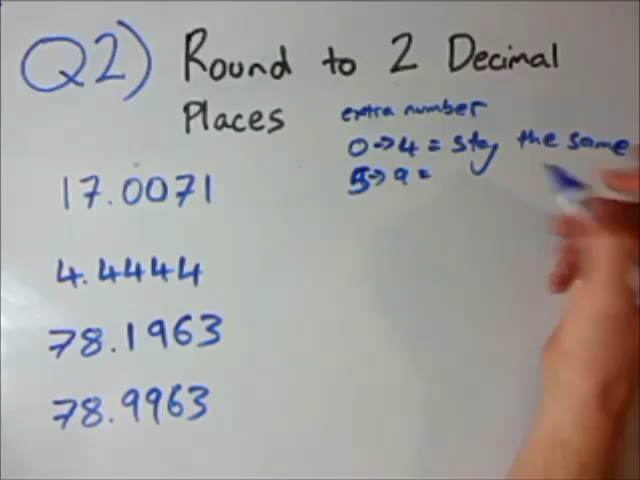 Q2) Round to 2 Decimal
Places
extra number
0→4 = stay the same
5→9 =
17.0071
4.4444
78.1963
78.9963